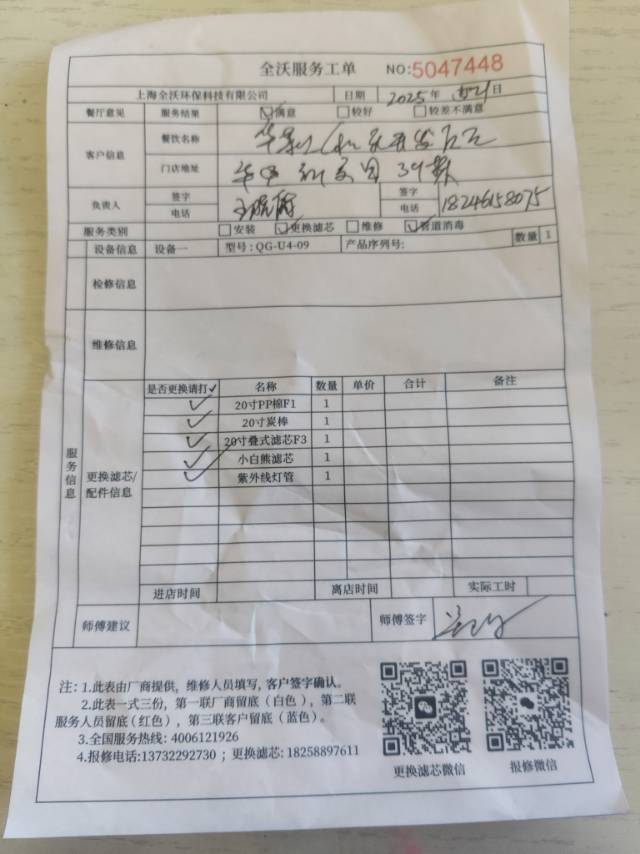 全沃服务工单 NO:5047448
上海全沃环保科技有限公司 日期 2025 年 日
餐厅意见 服务结果 ☑满意 □较好 □较差不满意
客户信息 餐饮名称
门店地址 39#
负责人 签字 签字
电话 电话 18246158075
服务类别 □安装 ☑更换滤芯 □维修 ☑管道消毒
设备信息 设备一 型号: QG-U4-09 产品序列号: 数量 1
检修信息
维修信息
服务信息
更换滤芯/配件信息
是否更换请打✓ 名称 数量 单价 合计 备注
✓ 20寸PP棉F1 1
✓ 20寸炭棒 1
✓ 20寸叠式滤芯F3 1
✓ 小白熊滤芯 1
✓ 紫外线灯管 1
进店时间 离店时间 实际工时
师傅建议 师傅签字
注: 1.此表由厂商提供, 维修人员填写, 客户签字确认。
2.此表一式三份, 第一联厂商留底 (白色), 第二联
服务人员留底(红色), 第三联客户留底 (蓝色)。
3.全国服务热线: 4006121926
4.报修电话:13732292730 ; 更换滤芯: 18258897611
更换滤芯微信 报修微信